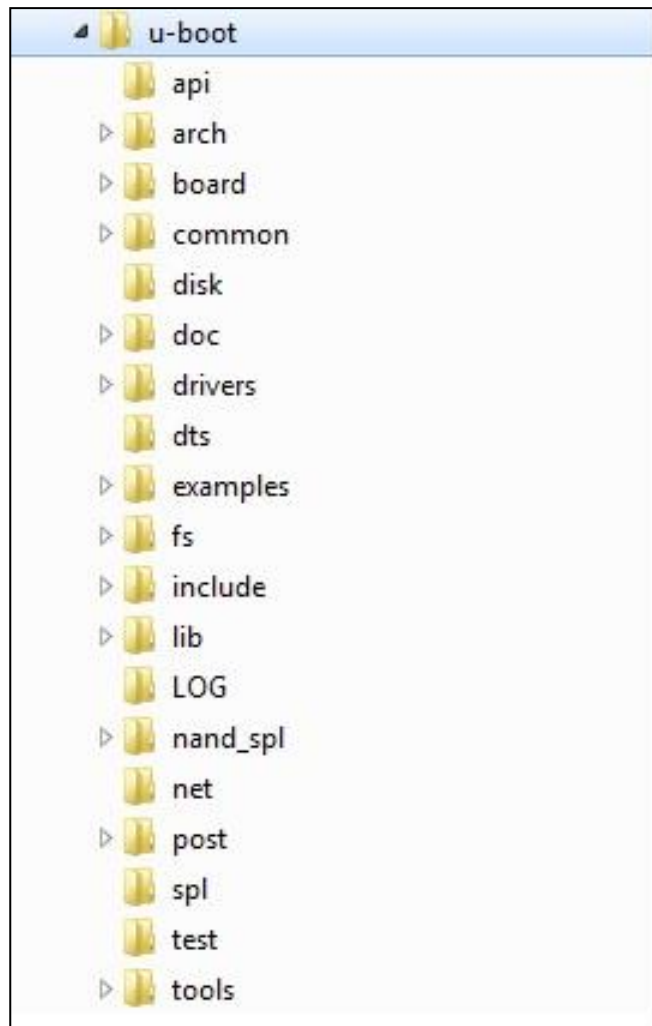 u-boot
api
arch
board
common
disk
doc
drivers
dts
examples
fs
include
lib
LOG
nand_spl
net
post
spl
test
tools